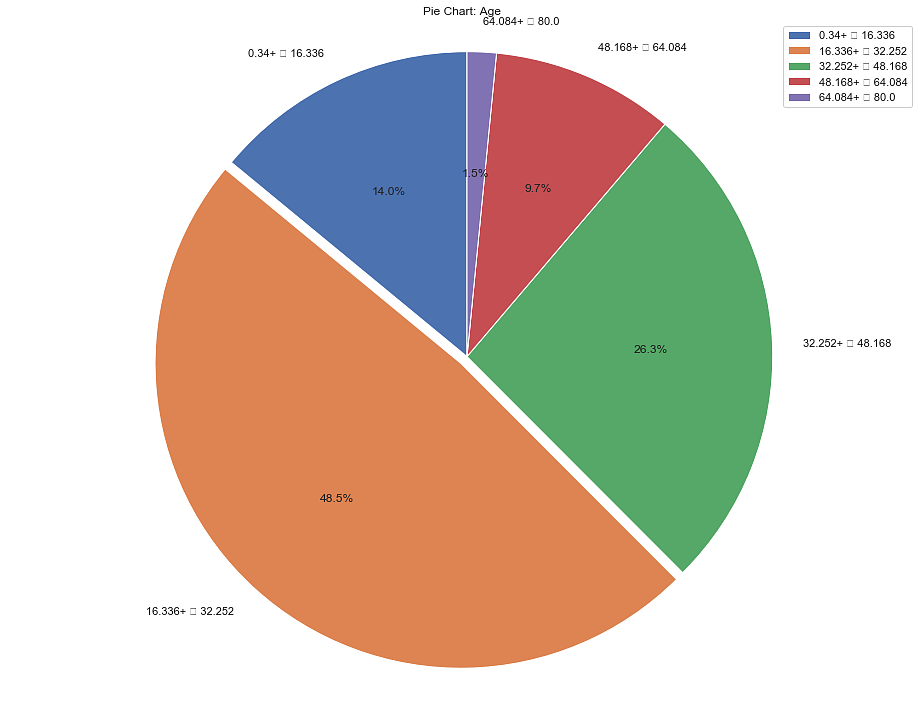 Pie Chart: Age
64.084+ □ 80.0
0.34+ □ 16.336
48.168+ □ 64.084
0.34+ □ 16.336
16.336+ □ 32.252
32.252+ □ 48.168
48.168+ □ 64.084
64.084+ □ 80.0
1.5%
14.0%
9.7%
32.252+ □ 48.168
26.3%
48.5%
16.336+ □ 32.252